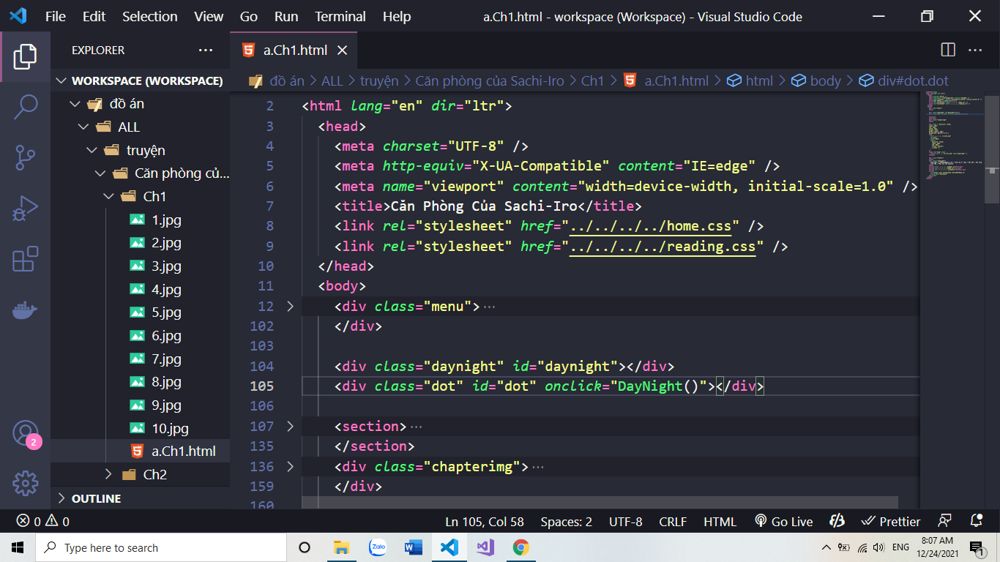 File Edit Selection View Go Run Terminal Help a.Ch1.html - workspace (Workspace) - Visual Studio Code
EXPLORER
a.Ch1.html
WORKSPACE (WORKSPACE)
đồ án
ALL
truyện
Căn phòng củ...
Ch1
1.jpg
2.jpg
3.jpg
4.jpg
5.jpg
6.jpg
7.jpg
8.jpg
9.jpg
10.jpg
a.Ch1.html
Ch2
OUTLINE
2
đồ án > ALL > truyện > Căn phòng của Sachi-Iro > Ch1 > a.Ch1.html > html > body > div#dot.dot
2 <html lang="en" dir="ltr">
3 <head>
4 <meta charset="UTF-8" />
5 <meta http-equiv="X-UA-Compatible" content="IE=edge" />
6 <meta name="viewport" content="width=device-width, initial-scale=1.0" />
7 <title>Căn Phòng Của Sachi-Iro</title>
8 <link rel="stylesheet" href="../../../../home.css" />
9 <link rel="stylesheet" href="../../../../reading.css" />
10 </head>
11 <body>
12 <div class="menu">...
102 </div>
103
104 <div class="daynight" id="daynight"></div>
105 <div class="dot" id="dot" onclick="DayNight()"></div>
106
107 <section>...
135 </section>
136 <div class="chapterimg">...
159 </div>
160
0 0 Ln 105, Col 58 Spaces: 2 UTF-8 CRLF HTML Go Live Prettier
Type here to search
Zalo
ENG
8:07 AM
12/24/2021
1